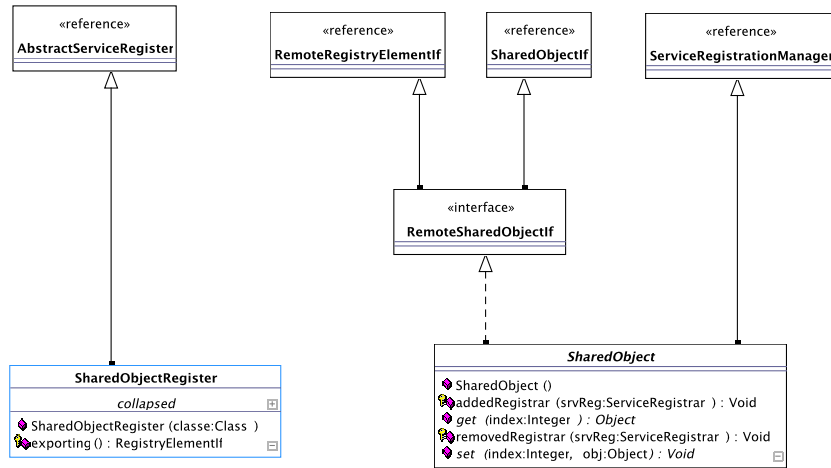 «reference»
AbstractServiceRegister
«reference»
RemoteRegistryElementIf
«reference»
SharedObjectIf
«reference»
ServiceRegistrationManager
«interface»
RemoteSharedObjectIf
SharedObjectRegister
collapsed
SharedObjectRegister (classe:Class )
exporting() : RegistryElementIf
SharedObject
SharedObject ()
addedRegistrar (srvReg:ServiceRegistrar ) : Void
get (index:Integer ) : Object
removedRegistrar (srvReg:ServiceRegistrar ) : Void
set (index:Integer, obj:Object) : Void